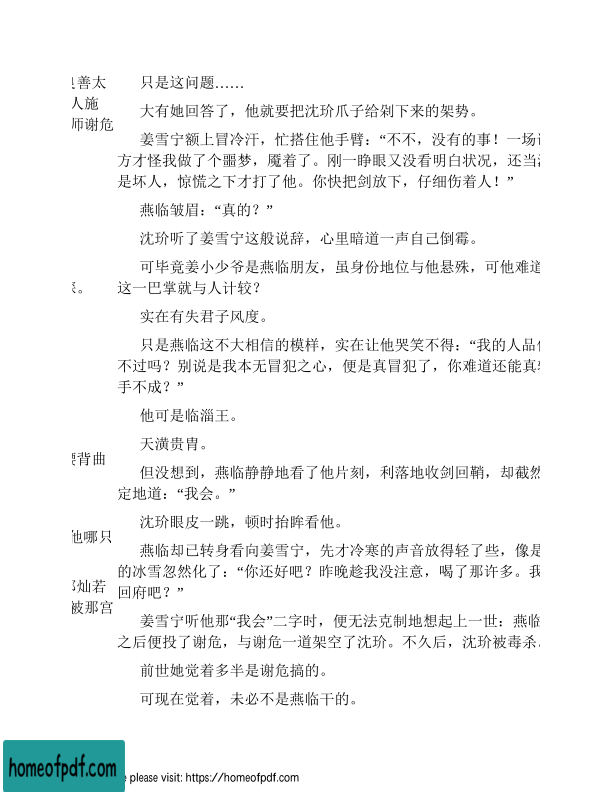 善太
人施
师谢危
。
背曲
他哪只
灿若
被那宫
只是这问题……
大有她回答了，他就要把沈玠爪子给剁下来的架势。
姜雪宁额上冒冷汗，忙搭住他手臂：“不不，没有的事！一场
方才怪我做了个噩梦，魇着了。刚一睁眼又没看明白状况，还当
是坏人，惊慌之下才打了他。你快把剑放下，仔细伤着人！”
燕临皱眉：“真的？”
沈玠听了姜雪宁这般说辞，心里暗道一声自己倒霉。
可毕竟姜小少爷是燕临朋友，虽身份地位与他悬殊，可他难道
这一巴掌就与人计较？
实在有失君子风度。
只是燕临这不大相信的模样，实在让他哭笑不得：“我的人品
不过吗？别说是我本无冒犯之心，便是真冒犯了，你难道还能真
手不成？”
他可是临淄王。
天潢贵胄。
但没想到，燕临静静地看了他片刻，利落地收剑回鞘，却截然
定地道：“我会。”
沈玠眼皮一跳，顿时抬眸看他。
燕临却已转身看向姜雪宁，先才冷寒的声音放得轻了些，像是
的冰雪忽然化了：“你还好吧？昨晚趁我没注意，喝了那许多。我
回府吧？”
姜雪宁听他那“我会”二字时，便无法克制地想起上一世：燕临
之后便投了谢危，与谢危一道架空了沈玠。不久后，沈玠被毒杀
前世她觉着多半是谢危搞的。
可现在觉着，未必不是燕临干的。
homeofpdf.com
e please visit: https://homeofpdf.com